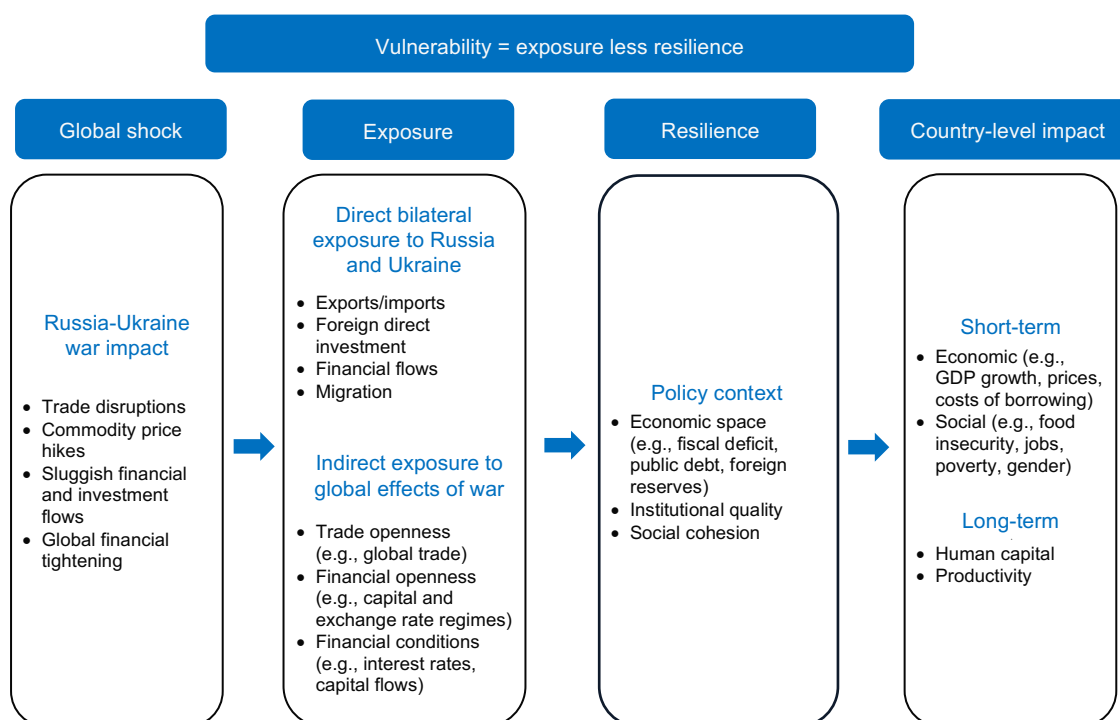 Vulnerability = exposure less resilience
Global shock
Russia-Ukraine
war impact
• Trade disruptions
• Commodity price
hikes
• Sluggish financial
and investment
flows
• Global financial
tightening
Exposure
Direct bilateral
exposure to Russia
and Ukraine
• Exports/imports
• Foreign direct
investment
• Financial flows
• Migration
Indirect exposure to
global effects of war
• Trade openness
(e.g., global trade)
• Financial openness
(e.g., capital and
exchange rate regimes)
• Financial conditions
(e.g., interest rates,
capital flows)
Resilience
Policy context
• Economic space
(e.g., fiscal deficit,
public debt, foreign
reserves)
• Institutional quality
• Social cohesion
Country-level impact
Short-term
• Economic (e.g.,
GDP growth, prices,
costs of borrowing)
• Social (e.g., food
insecurity, jobs,
poverty, gender)
Long-term
• Human capital
• Productivity